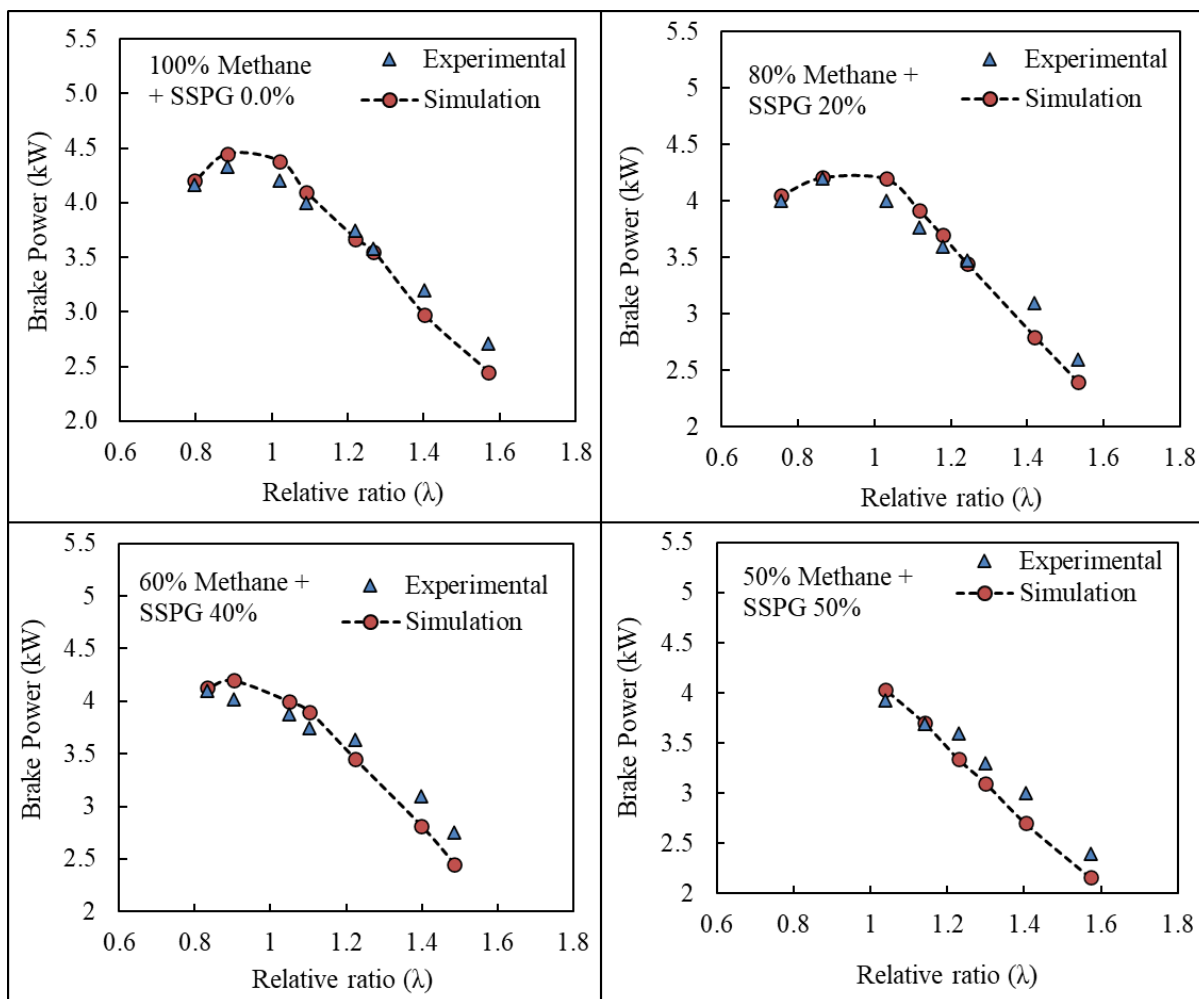 5.5
5.0
4.5
4.0
3.5
3.0
2.5
2.0
Brake Power (kW)
100% Methane
+ SSPG 0.0%
Experimental
Simulation
0.6 0.8 1 1.2 1.4 1.6 1.8
Relative ratio (λ)
5.5
5
4.5
4
3.5
3
2.5
2
Brake Power (kW)
80% Methane +
SSPG 20%
Experimental
Simulation
0.6 0.8 1 1.2 1.4 1.6 1.8
Relative ratio (λ)
5.5
5
4.5
4
3.5
3
2.5
2
Brake Power (kW)
60% Methane +
SSPG 40%
Experimental
Simulation
0.6 0.8 1 1.2 1.4 1.6 1.8
Relative ratio (λ)
5.5
5
4.5
4
3.5
3
2.5
2
Brake Power (kW)
50% Methane +
SSPG 50%
Experimental
Simulation
0.6 0.8 1 1.2 1.4 1.6 1.8
Relative ratio (λ)